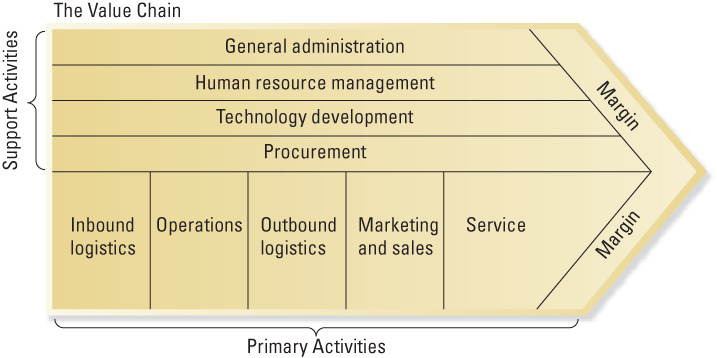 The Value Chain
Support Activities
General administration
Human resource management
Technology development
Procurement
Margin
Inbound
logistics
Operations
Outbound
logistics
Marketing
and sales
Service
Margin
Primary Activities